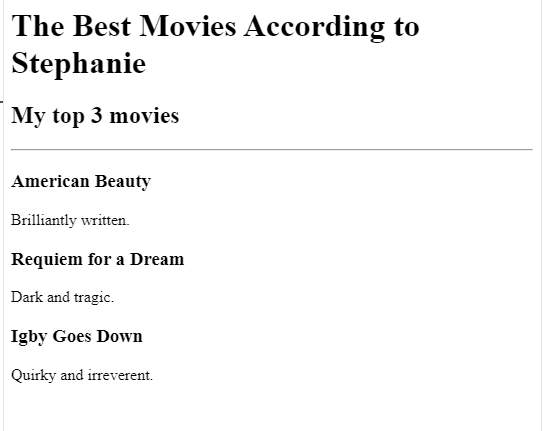 The Best Movies According to
Stephanie
My top 3 movies
American Beauty
Brilliantly written.
Requiem for a Dream
Dark and tragic.
Igby Goes Down
Quirky and irreverent.